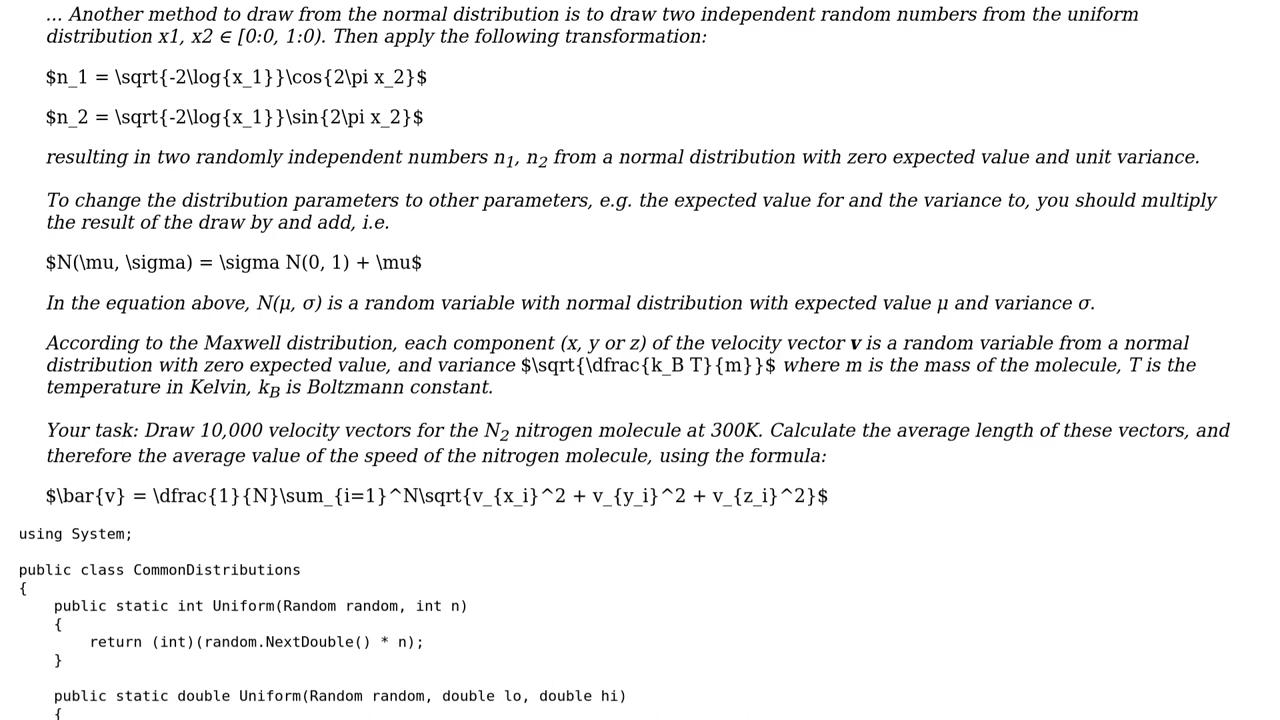 ... Another method to draw from the normal distribution is to draw two independent random numbers from the uniform
distribution x1, x2 ∈ [0:0, 1:0). Then apply the following transformation:
$n_1 = \sqrt{-2\log{x_1}}\cos{2\pi x_2}$
$n_2 = \sqrt{-2\log{x_1}}\sin{2\pi x_2}$
resulting in two randomly independent numbers n1, n2 from a normal distribution with zero expected value and unit variance.
To change the distribution parameters to other parameters, e.g. the expected value for and the variance to, you should multiply
the result of the draw by and add, i.e.
$N(\mu, \sigma) = \sigma N(0, 1) + \mu$
In the equation above, N(μ, σ) is a random variable with normal distribution with expected value μ and variance σ.
According to the Maxwell distribution, each component (x, y or z) of the velocity vector v is a random variable from a normal
distribution with zero expected value, and variance $\sqrt{\dfrac{k_B T}{m}}$ where m is the mass of the molecule, T is the
temperature in Kelvin, kB is Boltzmann constant.
Your task: Draw 10,000 velocity vectors for the N2 nitrogen molecule at 300K. Calculate the average length of these vectors, and
therefore the average value of the speed of the nitrogen molecule, using the formula:
$\bar{v} = \dfrac{1}{N}\sum_{i=1}^N\sqrt{v_{x_i}^2 + v_{y_i}^2 + v_{z_i}^2}$
using System;
public class CommonDistributions
{
    public static int Uniform(Random random, int n)
    {
        return (int)(random.NextDouble() * n);
    }
    public static double Uniform(Random random, double lo, double hi)
    {